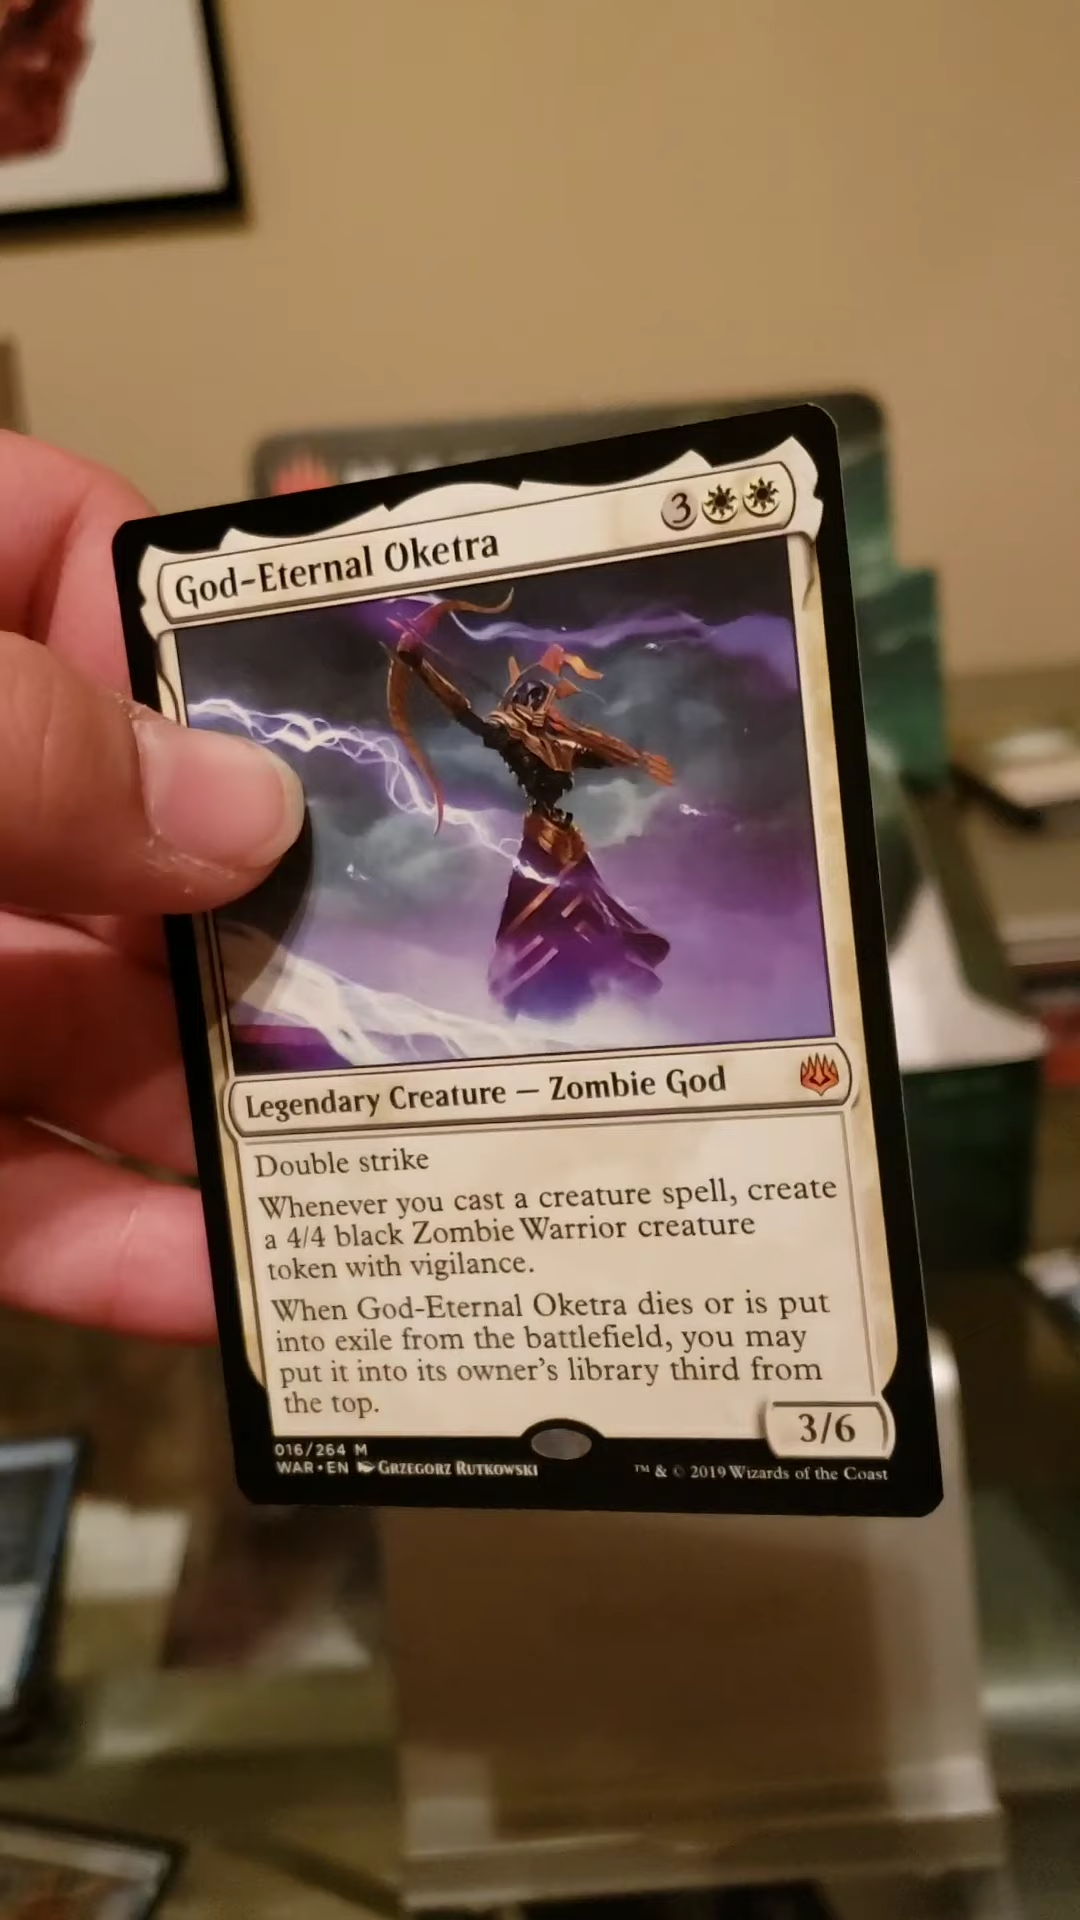 God-Eternal Oketra 3
Legendary Creature — Zombie God
Double strike
Whenever you cast a creature spell, create
a 4/4 black Zombie Warrior creature
token with vigilance.
When God-Eternal Oketra dies or is put
into exile from the battlefield, you may
put it into its owner's library third from
the top.
3/6
016/264 M
WAR • EN GRZEGORZ RUTKOWSKI
™ & © 2019 Wizards of the Coast